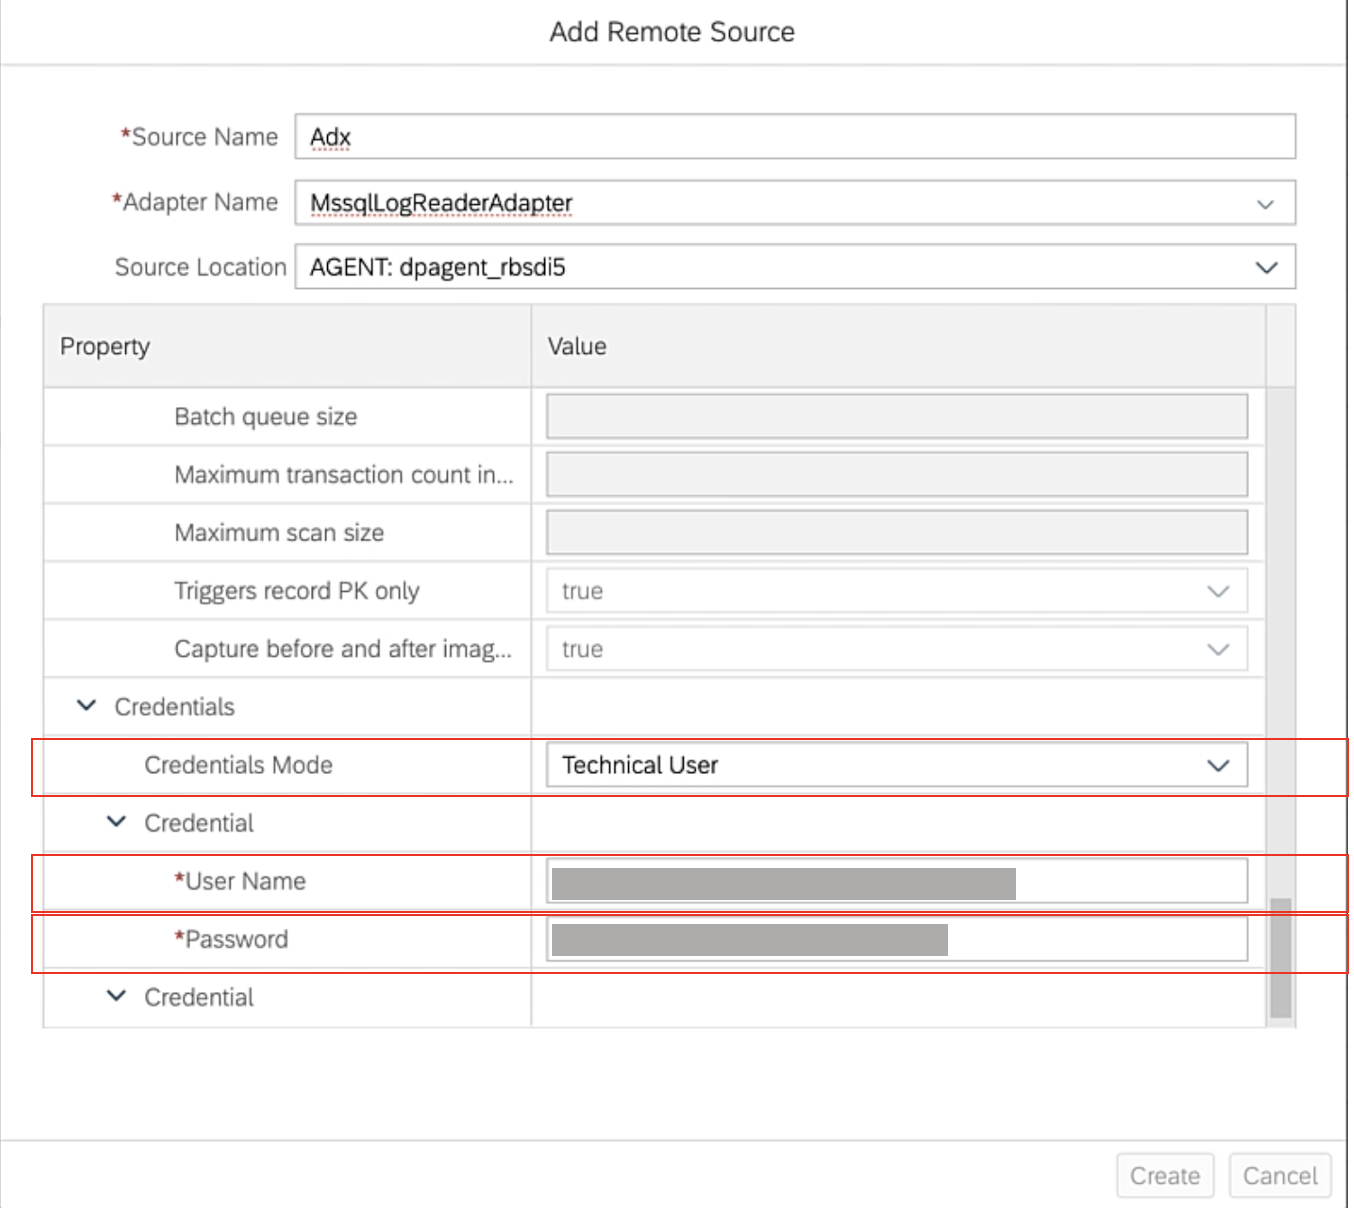 Add Remote Source
*Source Name Adx
*Adapter Name MssqlLogReaderAdapter
Source Location AGENT: dpagent_rbsdi5
Property Value
Batch queue size
Maximum transaction count in...
Maximum scan size
Triggers record PK only true
Capture before and after imag... true
Credentials
Credentials Mode Technical User
Credential
*User Name
*Password
Credential
Create Cancel